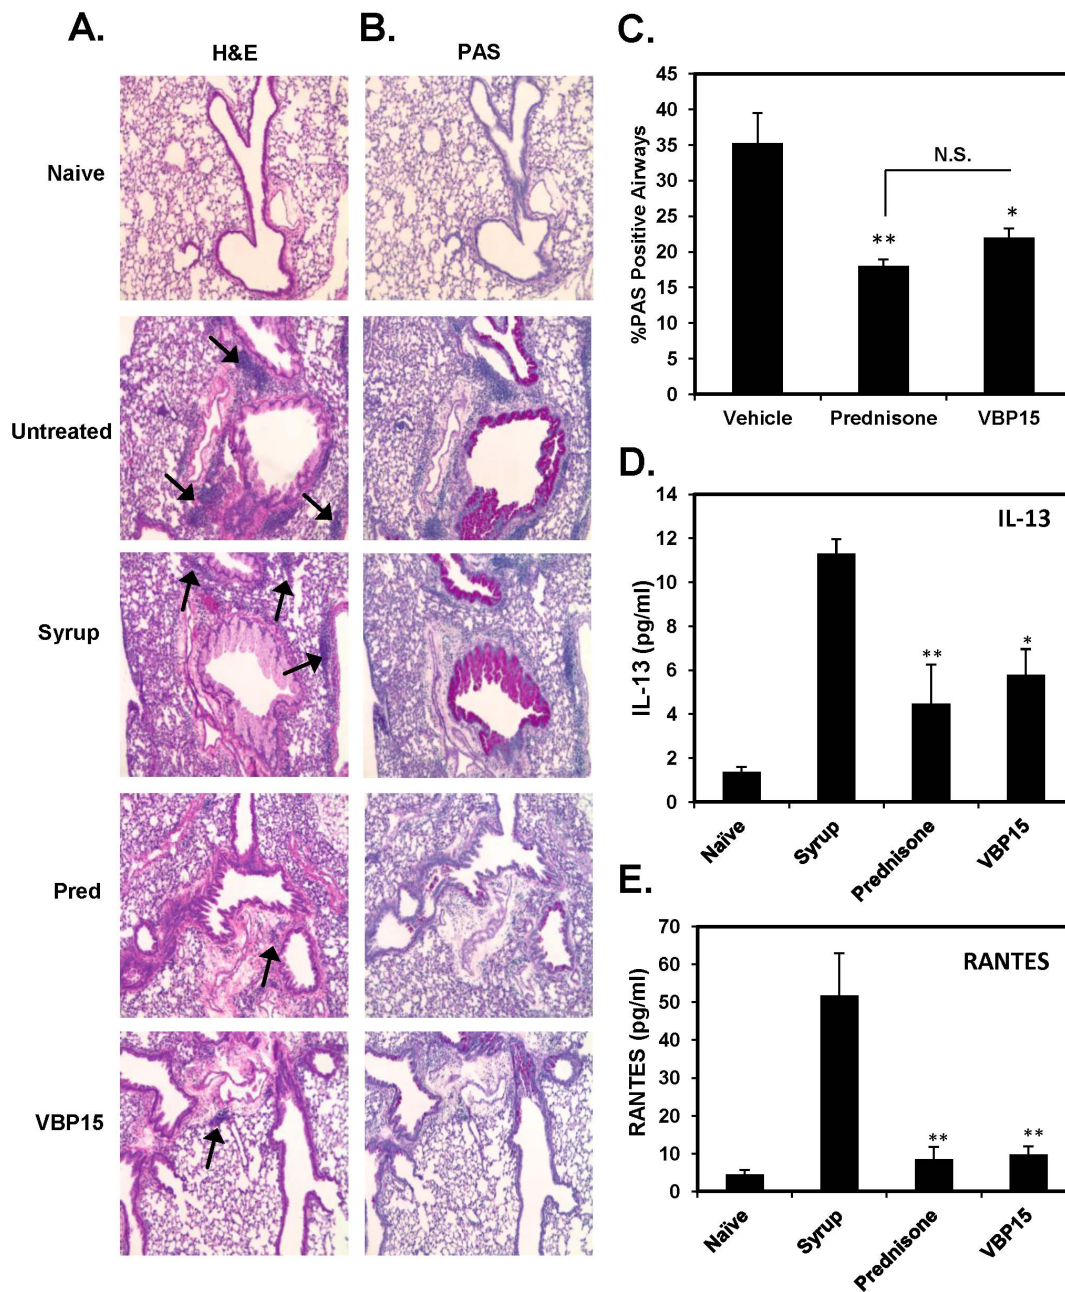 A.
H&E
B.
PAS
Naive
Untreated
Syrup
Pred
VBP15
C.
%PAS Positive Airways
45
40
35
30
25
20
15
10
5
0
N.S.
**
*
Vehicle
Prednisone
VBP15
D.
IL-13 (pg/ml)
14
12
10
8
6
4
2
0
IL-13
**
*
Naïve
Syrup
Prednisone
VBP15
E.
RANTES (pg/ml)
70
60
50
40
30
20
10
0
RANTES
**
**
Naïve
Syrup
Prednisone
VBP15